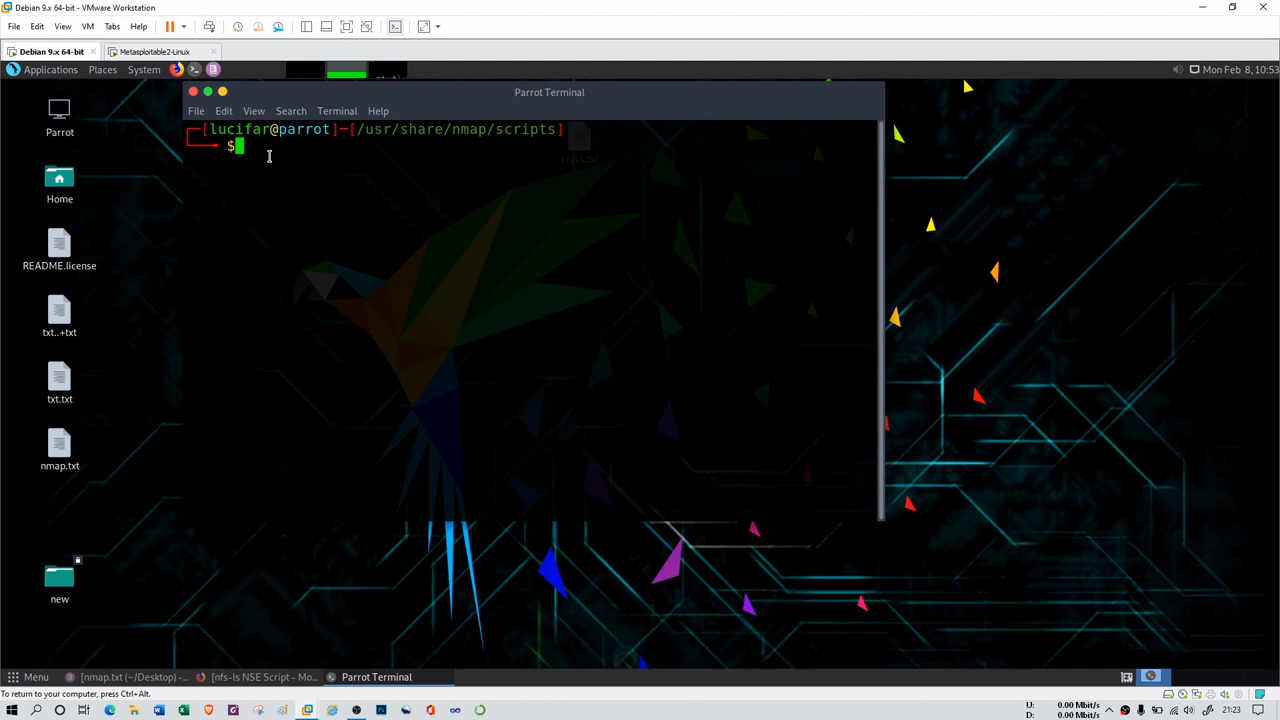 Debian 9.x 64-bit - VMware Workstation
File Edit View VM Tabs Help
Debian 9.x 64-bit
Metasploitable2-Linux
Applications Places System
Mon Feb 8, 10:53
Parrot Terminal
File Edit View Search Terminal Help
[lucifar@parrot]─[/usr/share/nmap/scripts]
$
crack.txt
Parrot
Home
README.license
txt..+txt
txt.txt
nmap.txt
new
Menu
[nmap.txt (~/Desktop) -...
[nfs-ls NSE Script - Mo...
Parrot Terminal
To return to your computer, press Ctrl+Alt.
U: 0.00 Mbit/s
D: 0.00 Mbit/s
21:23